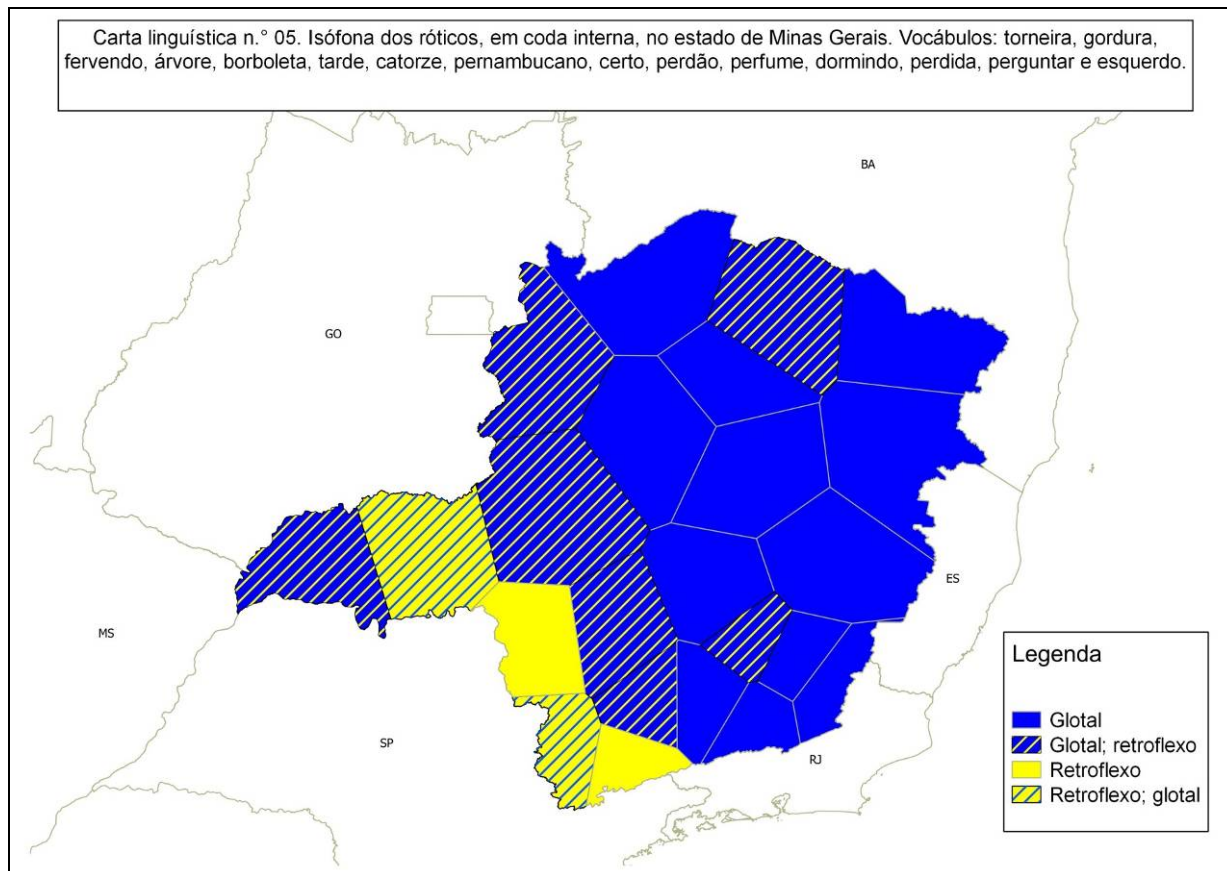 Carta linguística n.° 05. Isófona dos róticos, em coda interna, no estado de Minas Gerais. Vocábulos: torneira, gordura,
fervendo, árvore, borboleta, tarde, catorze, pernambucano, certo, perdão, perfume, dormindo, perdida, perguntar e esquerdo.
BA
GO
ES
MS
SP
RJ
Legenda
Glotal
Glotal; retroflexo
Retroflexo
Retroflexo; glotal